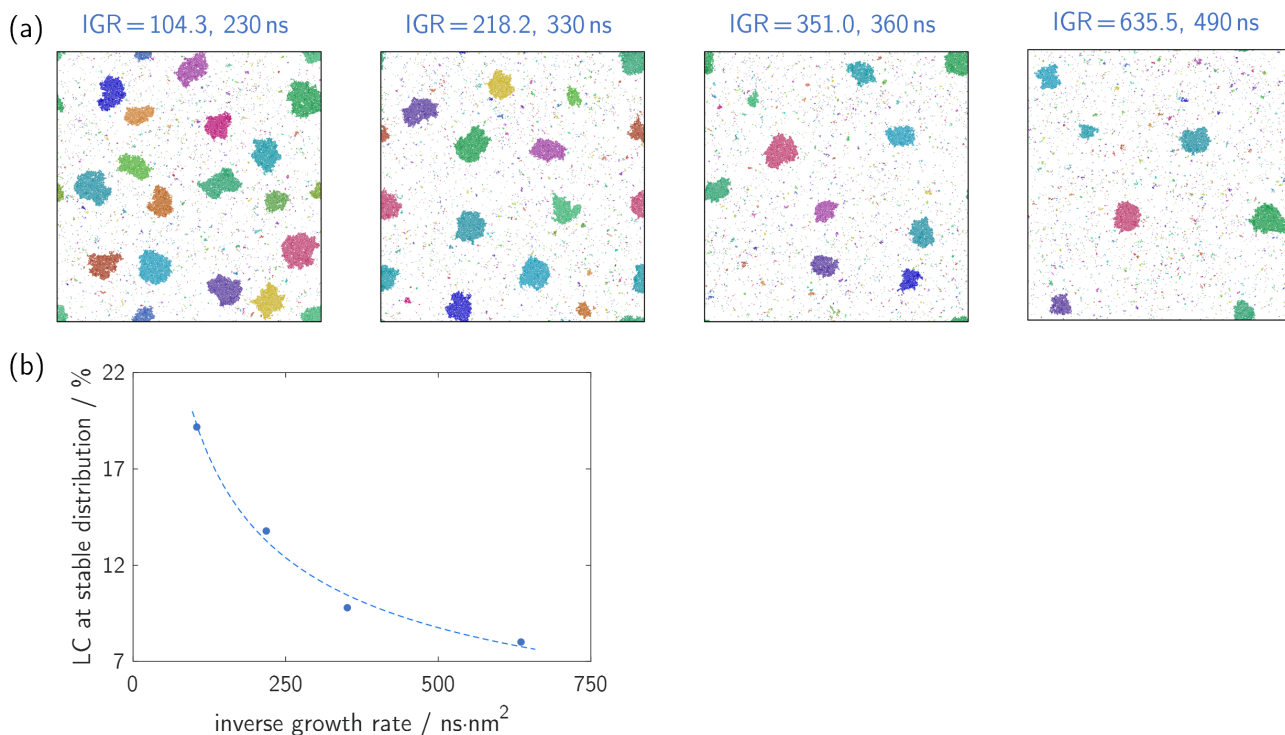 (a)
IGR = 104.3, 230 ns
IGR = 218.2, 330 ns
IGR = 351.0, 360 ns
IGR = 635.5, 490 ns
(b)
LC at stable distribution / %
22
17
12
7
0
250
500
750
inverse growth rate / ns·nm²